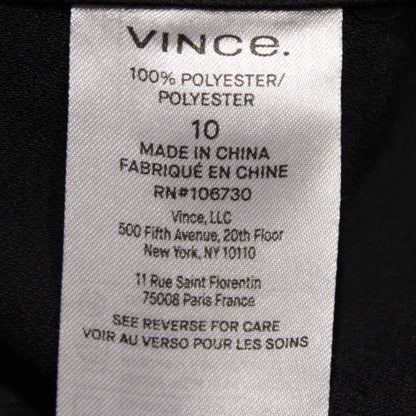 VINCE.
100% POLYESTER/
POLYESTER
10
MADE IN CHINA
FABRIQUÉ EN CHINE
RN#106730
Vince, LLC
500 Fifth Avenue, 20th Floor
New York, NY 10110
11 Rue Saint Florentin
75008 Paris France
SEE REVERSE FOR CARE
VOIR AU VERSO POUR LES SOINS